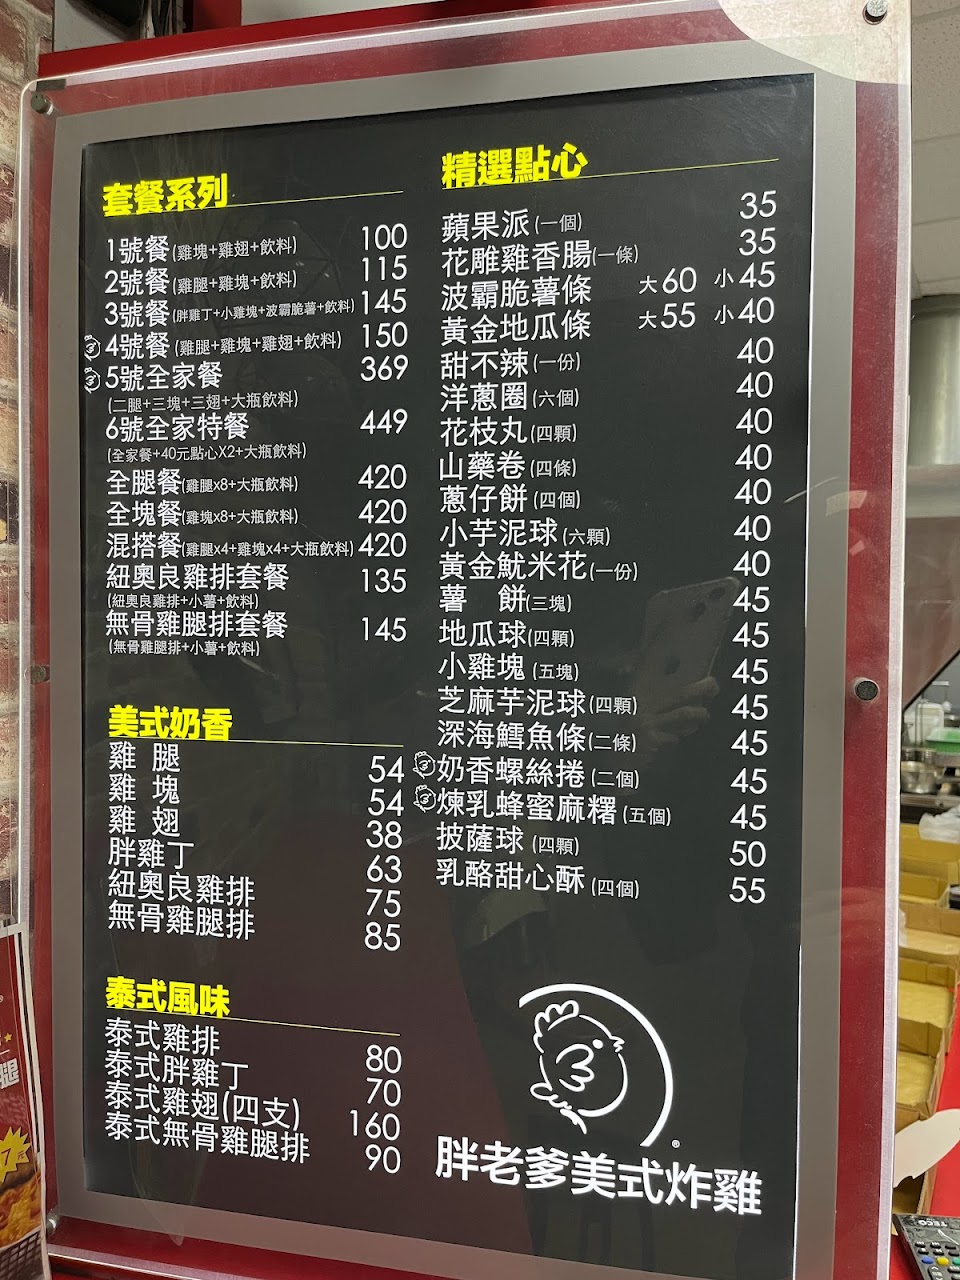 套餐系列
1號餐(雞塊+雞翅+飲料) 100
2號餐(雞腿+雞塊+飲料) 115
3號餐(胖雞丁+小雞塊+波霸脆薯+飲料) 145
4號餐(雞腿+雞塊+雞翅+飲料) 150
5號全家餐 369
(二腿+三塊+三翅+大瓶飲料)
6號全家特餐 449
(全家餐+40元點心X2+大瓶飲料)
全腿餐(雞腿x8+大瓶飲料) 420
全塊餐(雞塊x8+大瓶飲料) 420
混搭餐(雞腿x4+雞塊x4+大瓶飲料) 420
紐奧良雞排套餐 135
(紐奧良雞排+小薯+飲料)
無骨雞腿排套餐 145
(無骨雞腿排+小薯+飲料)
美式奶香
雞 腿 54
雞 塊 54
雞 翅 38
胖雞丁 63
紐奧良雞排 75
無骨雞腿排 85
泰式風味
泰式雞排 80
泰式胖雞丁 70
泰式雞翅(四支) 160
泰式無骨雞腿排 90
精選點心
蘋果派(一個) 35
花雕雞香腸(一條) 35
波霸脆薯條 大60 小45
黃金地瓜條 大55 小40
甜不辣(一份) 40
洋蔥圈(六個) 40
花枝丸(四顆) 40
山藥卷(四條) 40
蔥仔餅(四個) 40
小芋泥球(六顆) 40
黃金魷米花(一份) 40
薯 餅(三塊) 45
地瓜球(四顆) 45
小雞塊(五塊) 45
芝麻芋泥球(四顆) 45
深海鱈魚條(二條) 45
奶香螺絲捲(二個) 45
煉乳蜂蜜麻糬(五個) 45
披薩球(四顆) 50
乳酪甜心酥(四個) 55
®
胖老爹美式炸雞
腿
7元
TECO